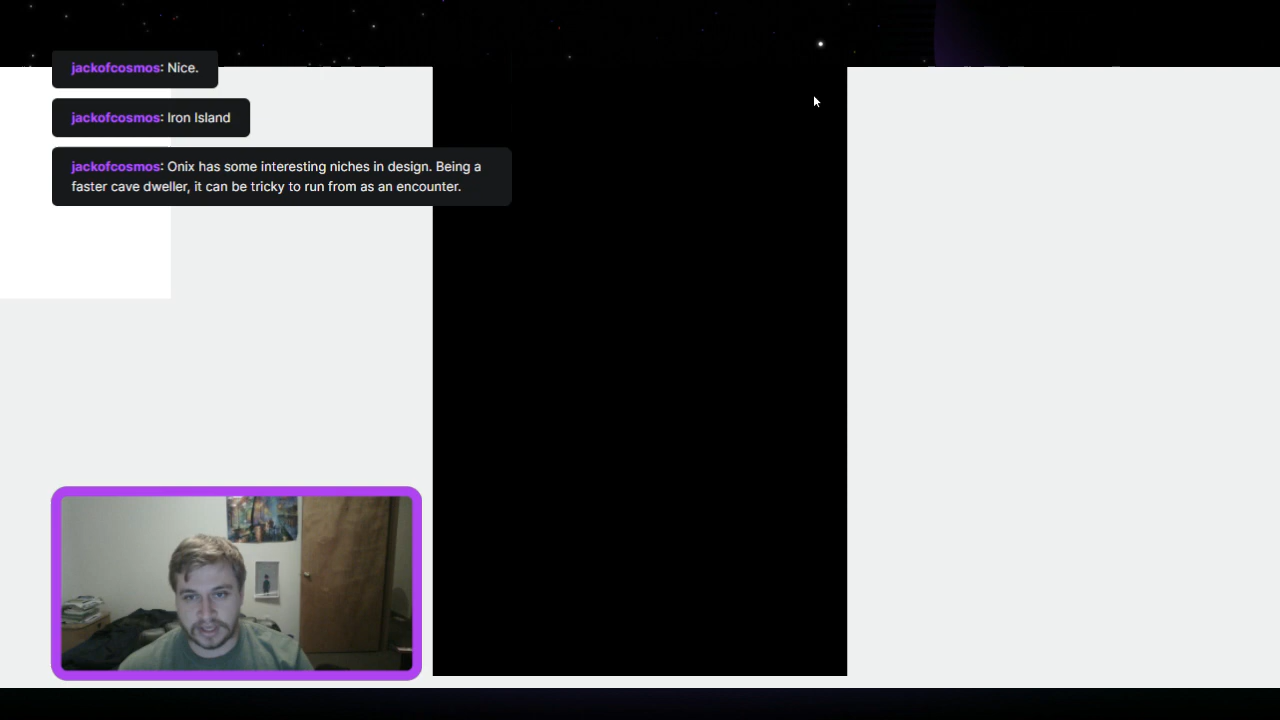 jackofcosmos: Nice.
jackofcosmos: Iron Island
jackofcosmos: Onix has some interesting niches in design. Being a
faster cave dweller, it can be tricky to run from as an encounter.